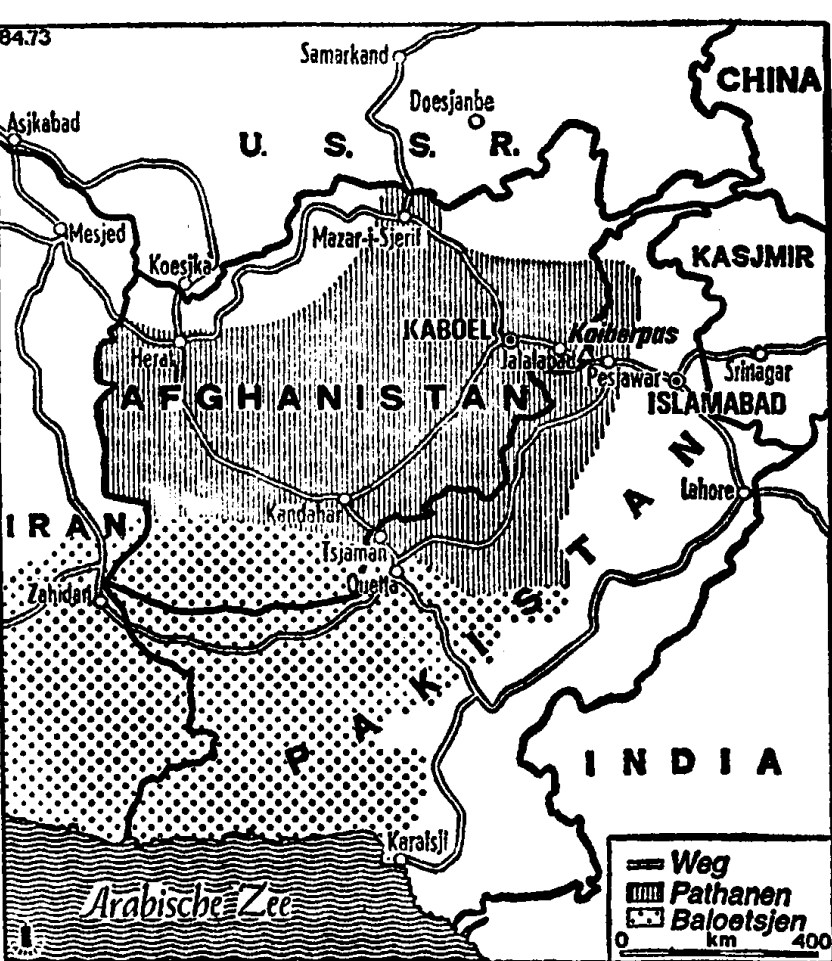 84.73
Samarkand
CHINA
Doesjanbe
Asjkabad
U. S. S. R.
Mesjed
Mazar-i-Sjerif
KASJMIR
Koesjka
KABOEL
Kaiberpas
Herat
Jalalabad
Pesjawar
Srinagar
AFGHANISTAN
ISLAMABAD
Lahore
Kandahar
IRAN
Tsjaman
Quetta
Zahidan
PAKISTAN
INDIA
Karatsji
Arabische Zee
Weg
Pathanen
Baloetsjen
0 km 400